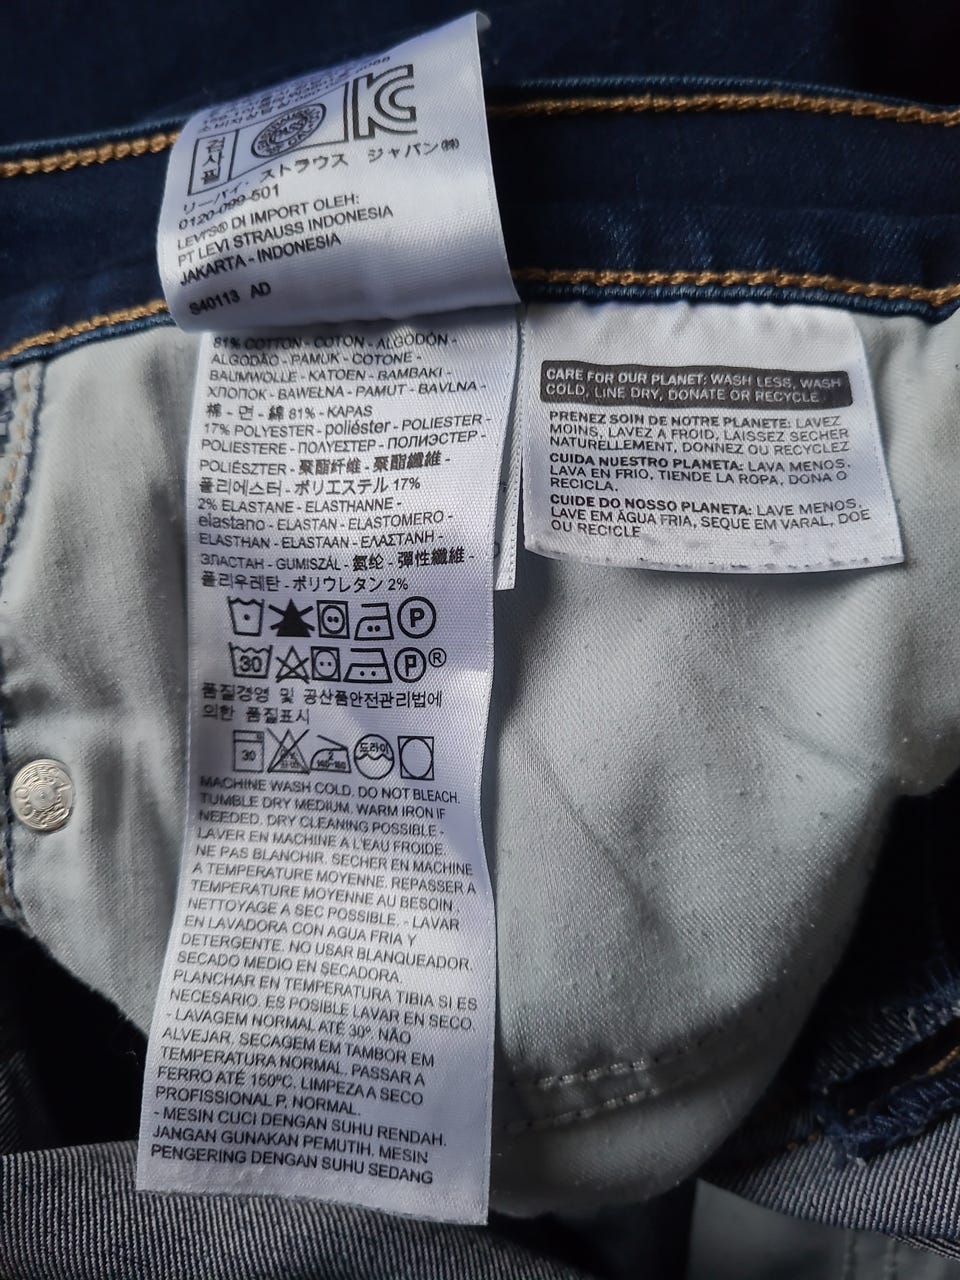 검사필
KC
リーバイ・ストラウス ジャパン㈱
0120-099-501
LEVI'S® DI IMPORT OLEH:
PT LEVI STRAUSS INDONESIA
JAKARTA - INDONESIA
S40113 AD
81% COTTON - COTON - ALGODÓN -
ALGODÃO - PAMUK - COTONE -
BAUMWOLLE - KATOEN - BAMBAKI -
ХЛОПОК - BAWEŁNA - PAMUT - BAVLNA -
棉 - 면 - 綿 81% - KAPAS
17% POLYESTER - poliéster - POLIESTER -
POLIESTERE - ΠΟΛΥΕΣΤΕΡ - ПОЛИЭСТЕР -
POLIÉSZTER - 聚酯纤维 - 聚酯纖維 -
폴리에스터 - ポリエステル 17%
2% ELASTANE - ELASTHANNE -
elastano - ELASTAN - ELASTOMERO -
ELASTHAN - ELASTAAN - ΕΛΑΣΤΑΝΗ -
ЭЛАСТАН - GUMISZÁL - 氨纶 - 彈性纖維 -
폴리우레탄 - ポリウレタン 2%
P
30 P®
품질경영 및 공산품안전관리법에
의한 품질표시
30 드라이
MACHINE WASH COLD. DO NOT BLEACH.
TUMBLE DRY MEDIUM. WARM IRON IF
NEEDED. DRY CLEANING POSSIBLE -
LAVER EN MACHINE A L'EAU FROIDE.
NE PAS BLANCHIR. SECHER EN MACHINE
A TEMPERATURE MOYENNE. REPASSER A
TEMPERATURE MOYENNE AU BESOIN.
NETTOYAGE A SEC POSSIBLE. - LAVAR
EN LAVADORA CON AGUA FRIA Y
DETERGENTE. NO USAR BLANQUEADOR.
SECADO MEDIO EN SECADORA.
PLANCHAR EN TEMPERATURA TIBIA SI ES
NECESARIO. ES POSIBLE LAVAR EN SECO.
- LAVAGEM NORMAL ATÉ 30º. NÃO
ALVEJAR. SECAGEM EM TAMBOR EM
TEMPERATURA NORMAL. PASSAR A
FERRO ATÉ 150ºC. LIMPEZA A SECO
PROFISSIONAL P, NORMAL.
- MESIN CUCI DENGAN SUHU RENDAH.
JANGAN GUNAKAN PEMUTIH. MESIN
PENGERING DENGAN SUHU SEDANG
CARE FOR OUR PLANET: WASH LESS, WASH
COLD, LINE DRY, DONATE OR RECYCLE.
PRENEZ SOIN DE NOTRE PLANETE: LAVEZ
MOINS, LAVEZ A FROID, LAISSEZ SECHER
NATURELLEMENT, DONNEZ OU RECYCLEZ
CUIDA NUESTRO PLANETA: LAVA MENOS,
LAVA EN FRIO, TIENDE LA ROPA, DONA O
RECICLA.
CUIDE DO NOSSO PLANETA: LAVE MENOS,
LAVE EM ÁGUA FRIA, SEQUE EM VARAL, DOE
OU RECICLE